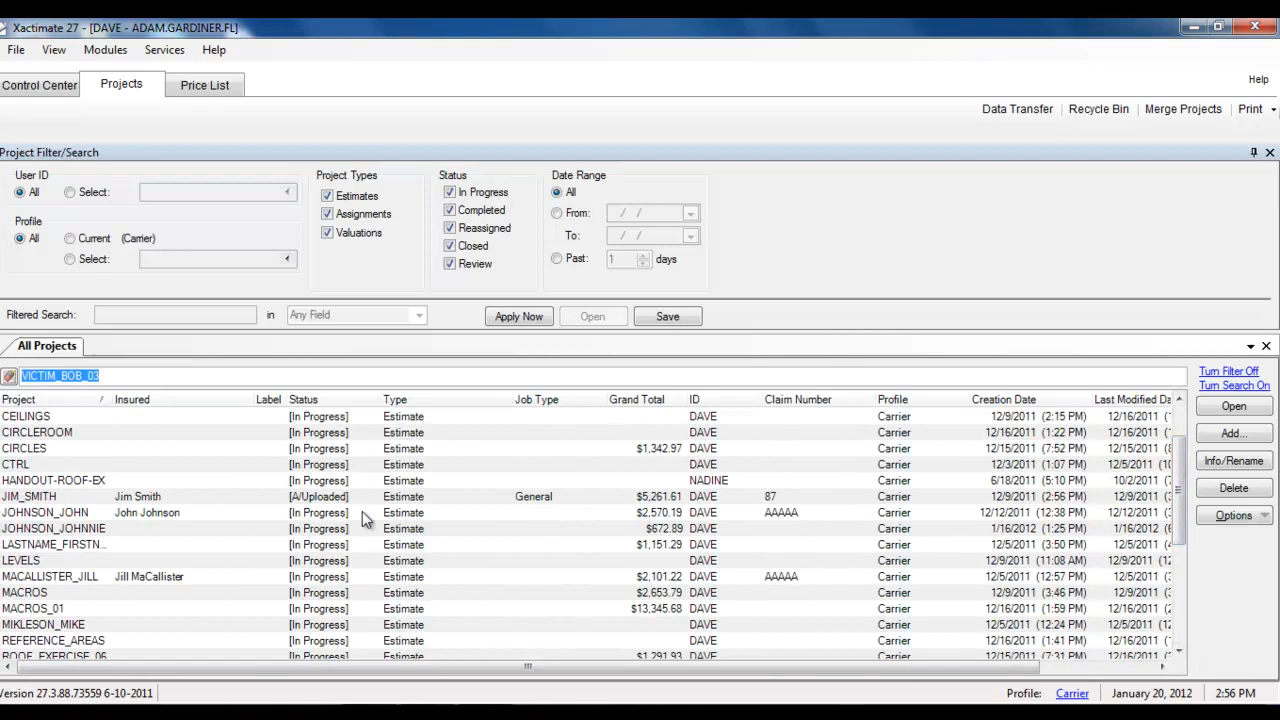 Xactimate 27 - [DAVE - ADAM.GARDINER.FL]
File View Modules Services Help
Control Center Projects Price List Help
Data Transfer Recycle Bin Merge Projects Print
Project Filter/Search
User ID Project Types Status Date Range
All Select: Estimates In Progress All
Assignments Completed From: / /
Profile Reassigned
All Current (Carrier) Valuations To: / /
Closed
Select: Review Past: 1 days
Filtered Search: in Any Field Apply Now Open Save
All Projects
VICTIM_BOB_03 Turn Filter Off
Turn Search On
Project / Insured Label Status Type Job Type Grand Total ID Claim Number Profile Creation Date Last Modified Da
CEILINGS [In Progress] Estimate DAVE Carrier 12/9/2011 (2:15 PM) 12/16/2011 (
CIRCLEROOM [In Progress] Estimate DAVE Carrier 12/16/2011 (1:22 PM) 12/16/2011 (
CIRCLES [In Progress] Estimate $1,342.97 DAVE Carrier 12/15/2011 (7:52 PM) 12/15/2011 (
CTRL [In Progress] Estimate DAVE Carrier 12/3/2011 (1:07 PM) 12/3/2011 (10
HANDOUT-ROOF-EX [In Progress] Estimate NADINE Carrier 6/18/2011 (5:10 PM) 10/2/2011 (
JIM_SMITH Jim Smith [A/Uploaded] Estimate General $5,261.61 DAVE 87 Carrier 12/9/2011 (2:56 PM) 12/9/2011 (
JOHNSON_JOHN John Johnson [In Progress] Estimate $2,570.19 DAVE AAAAA Carrier 12/12/2011 (12:38 PM) 12/12/2011 (
JOHNSON_JOHNNIE [In Progress] Estimate $672.89 DAVE Carrier 1/16/2012 (1:25 PM) 1/16/2012 (6
LASTNAME_FIRSTN... [In Progress] Estimate $1,151.29 DAVE Carrier 12/5/2011 (3:50 PM) 12/5/2011 (4
LEVELS [In Progress] Estimate DAVE Carrier 12/9/2011 (11:08 AM) 12/9/2011 (12
MACALLISTER_JILL Jill MaCallister [In Progress] Estimate $2,101.22 DAVE AAAAA Carrier 12/5/2011 (12:57 PM) 12/5/2011 (
MACROS [In Progress] Estimate $2,653.79 DAVE Carrier 12/9/2011 (3:46 PM) 12/9/2011 (
MACROS_01 [In Progress] Estimate $13,345.68 DAVE Carrier 12/16/2011 (1:59 PM) 12/16/2011 (
MIKLESON_MIKE [In Progress] Estimate DAVE Carrier 12/5/2011 (12:24 PM) 12/5/2011 (
REFERENCE_AREAS [In Progress] Estimate DAVE Carrier 12/16/2011 (1:41 PM) 12/16/2011 (
ROOF_EXERCISE_06 [In Progress] Estimate $1,291.93 DAVE Carrier 12/15/2011 (7:31 PM) 12/15/2011 (
Open
Add...
Info/Rename
Delete
Options
Version 27.3.88.73559 6-10-2011 Profile: Carrier January 20, 2012 2:56 PM